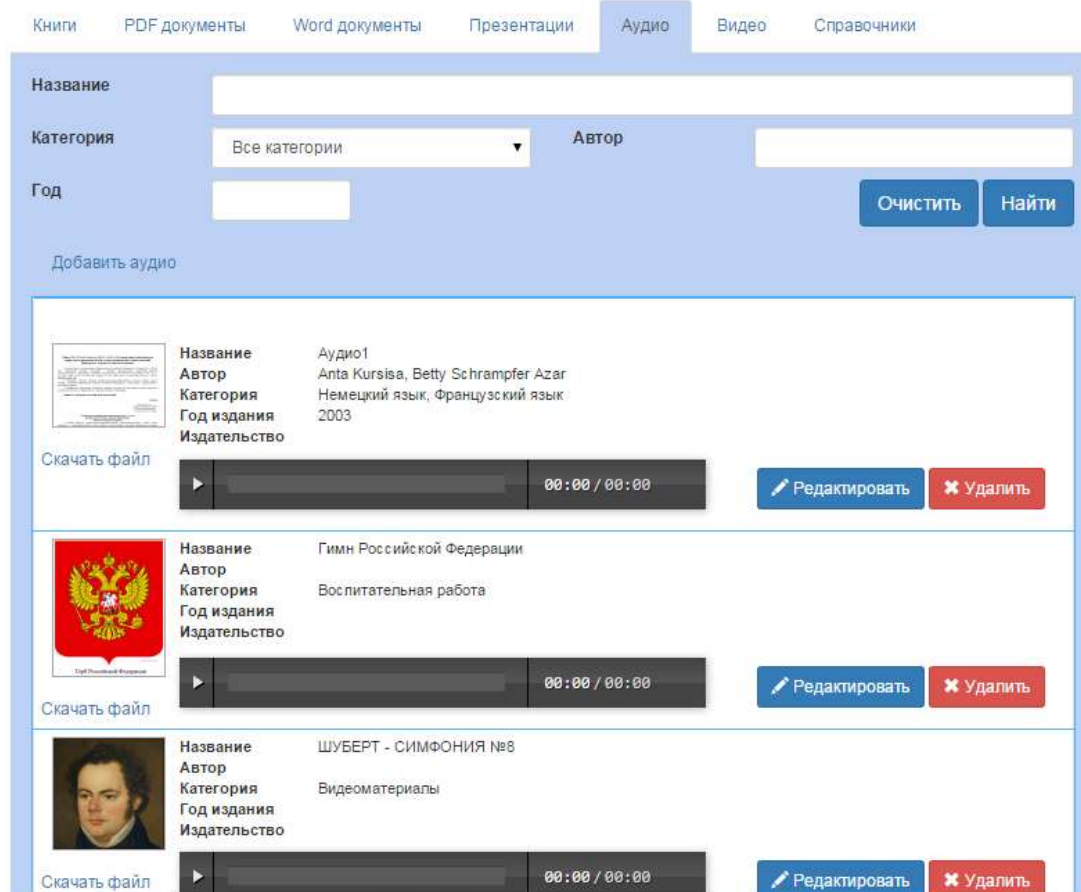 Книги PDF документы Word документы Презентации Аудио Видео Справочники
Название
Категория Все категории Автор
Год Очистить Найти
Добавить аудио
Название Аудио1
Автор Anta Kursisa, Betty Schrampfer Azar
Категория Немецкий язык, Французский язык
Год издания 2003
Издательство
Скачать файл
00:00/00:00 Редактировать Удалить
Название Гимн Российской Федерации
Автор
Категория Воспитательная работа
Год издания
Издательство
Герб Российской Федерации
00:00/00:00 Редактировать Удалить
Скачать файл
Название ШУБЕРТ - СИМФОНИЯ №8
Автор
Категория Видеоматериалы
Год издания
Издательство
Скачать файл 00:00/00:00 Редактировать Удалить